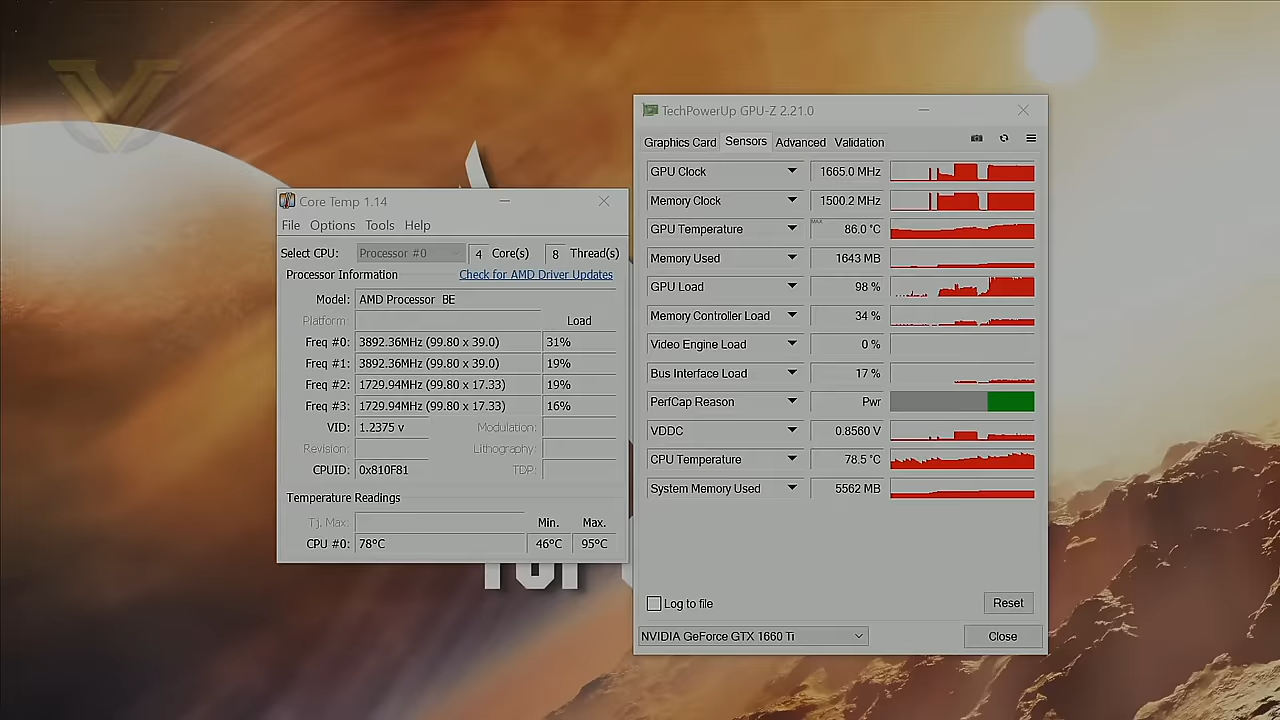 Core Temp 1.14
File Options Tools Help
Select CPU: Processor #0 4 Core(s) 8 Thread(s)
Processor Information Check for AMD Driver Updates
Model: AMD Processor BE
Platform Load
Freq #0: 3892.36MHz (99.80 x 39.0) 31%
Freq #1: 3892.36MHz (99.80 x 39.0) 19%
Freq #2: 1729.94MHz (99.80 x 17.33) 19%
Freq #3: 1729.94MHz (99.80 x 17.33) 16%
VID: 1.2375 v Modulation:
Revision: Lithography:
CPUID: 0x810F81 TDP:
Temperature Readings
Tj. Max: Min. Max.
CPU #0: 78°C 46°C 95°C
TechPowerUp GPU-Z 2.21.0
Graphics Card Sensors Advanced Validation
GPU Clock 1665.0 MHz
Memory Clock 1500.2 MHz
GPU Temperature MAX 86.0 °C
Memory Used 1643 MB
GPU Load 98 %
Memory Controller Load 34 %
Video Engine Load 0 %
Bus Interface Load 17 %
PerfCap Reason Pwr
VDDC 0.8560 V
CPU Temperature 78.5 °C
System Memory Used 5562 MB
Log to file Reset
NVIDIA GeForce GTX 1660 Ti Close